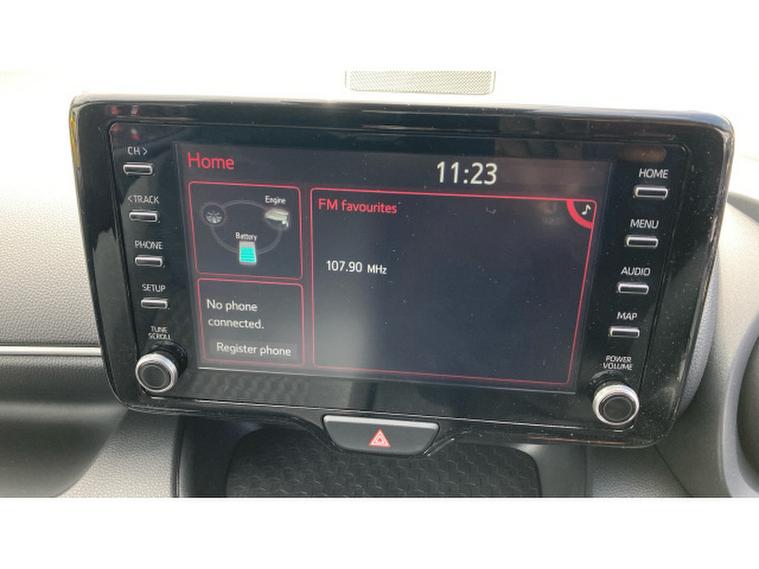 CH >
< TRACK
PHONE
SETUP
TUNE
SCROLL
Home
11:23
Engine
Battery
No phone
connected.
Register phone
FM favourites
107.90 MHz
HOME
MENU
AUDIO
MAP
POWER
VOLUME